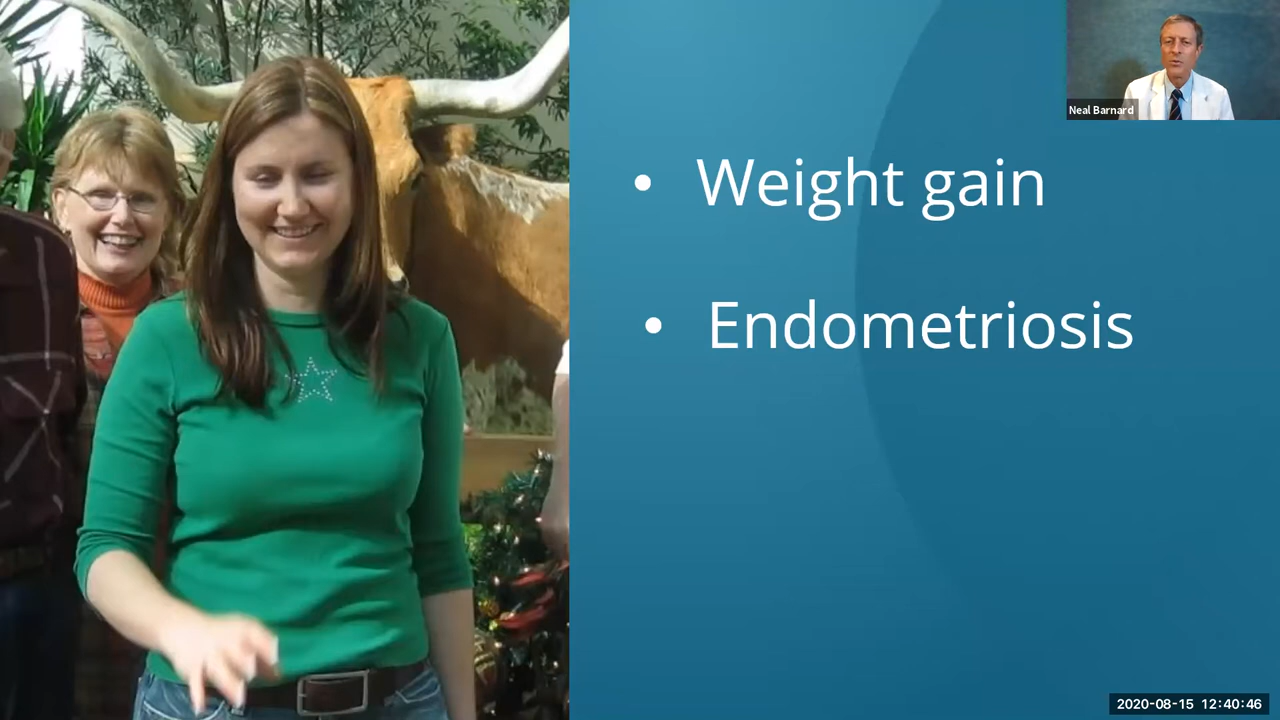 Neal Barnard
• Weight gain
• Endometriosis
2020-08-15 12:40:46